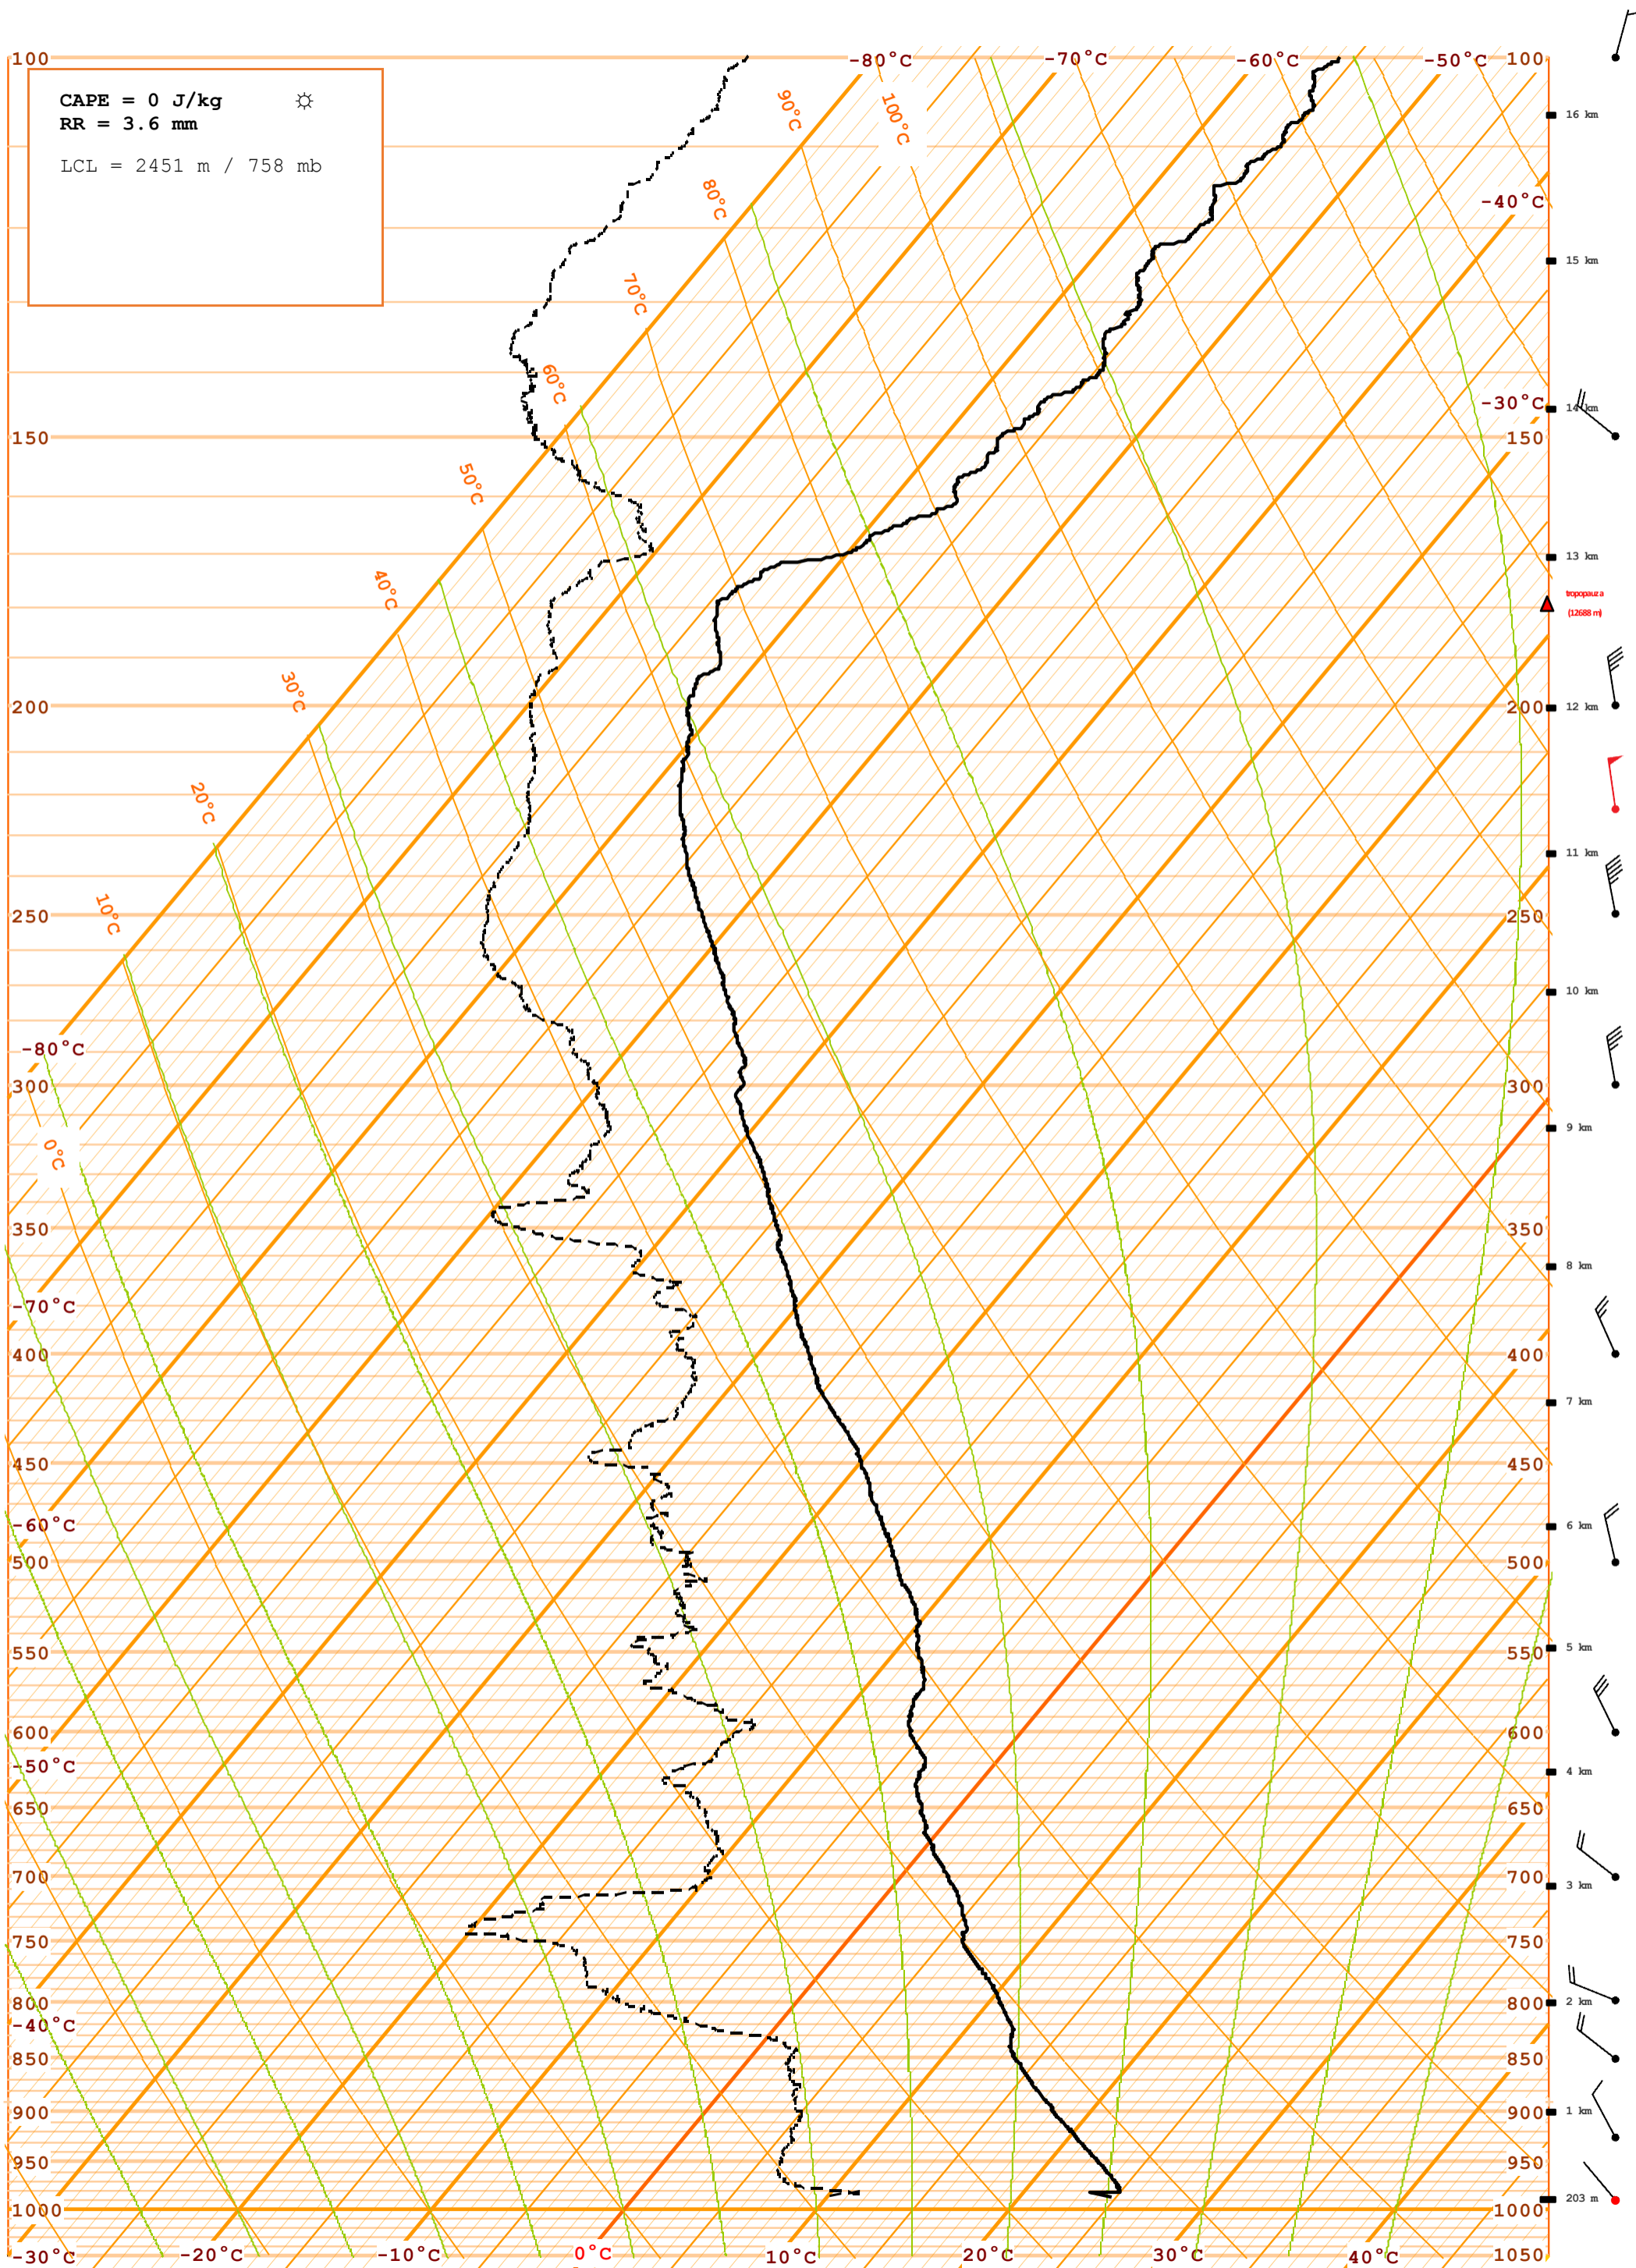 -80°C -70°C -60°C -50°C
100 100
CAPE = 0 J/kg ☼
RR = 3.6 mm
LCL = 2451 m / 758 mb
90°C 100°C
16 km
80°C
-40°C
15 km
70°C
60°C
-30°C
14 km
150 150
50°C
13 km
40°C
tropopauza
(12688 m)
30°C
200 200 12 km
20°C
11 km
10°C
250 250
10 km
-80°C
300 300
9 km
0°C
350 350
8 km
-70°C
400 400
7 km
450 450
-60°C 6 km
500 500
550 550 5 km
600 600
-50°C 4 km
650 650
700 700 3 km
750 750
800 800 2 km
-40°C
850 850
900 900 1 km
950 950
203 m
1000 1000
-30°C -20°C -10°C 0°C 10°C 20°C 30°C 40°C 1050